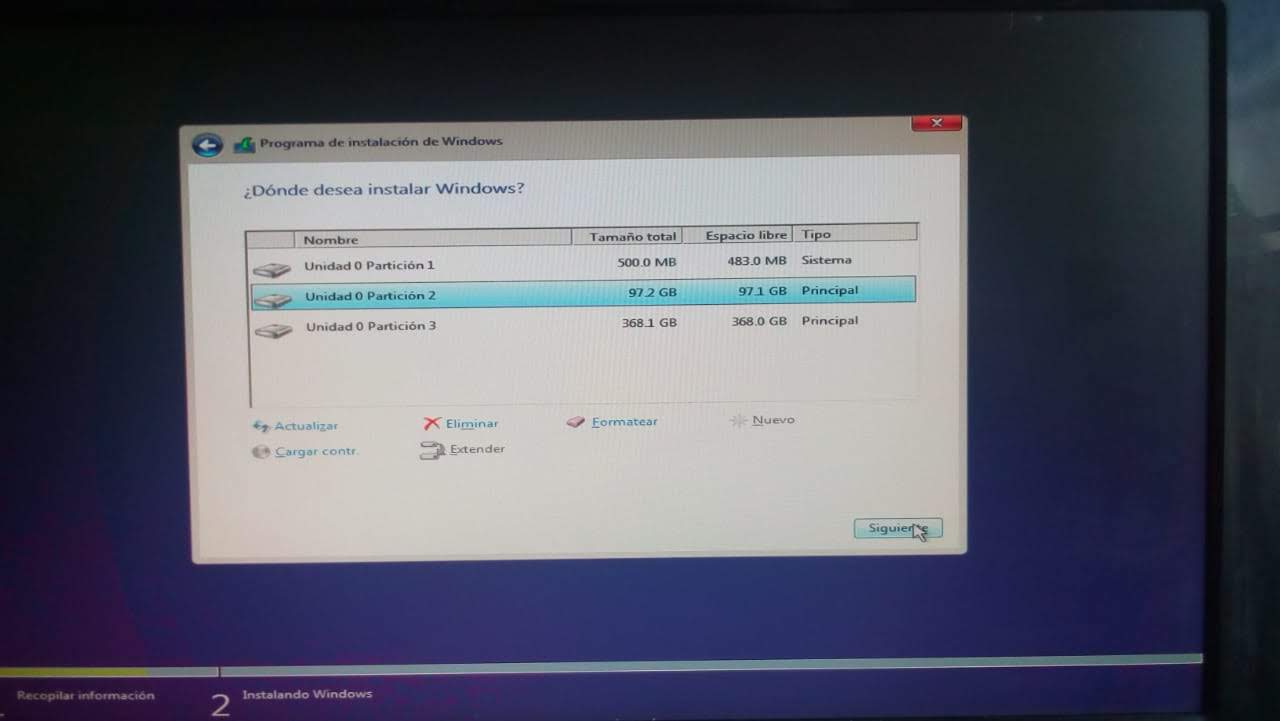 Programa de instalación de Windows
¿Dónde desea instalar Windows?
Nombre Tamaño total Espacio libre Tipo
Unidad 0 Partición 1 500.0 MB 483.0 MB Sistema
Unidad 0 Partición 2 97.2 GB 97.1 GB Principal
Unidad 0 Partición 3 368.1 GB 368.0 GB Principal
Actualizar Eliminar Formatear Nuevo
Cargar contr. Extender
Siguiente
Recopilar información 2 Instalando Windows